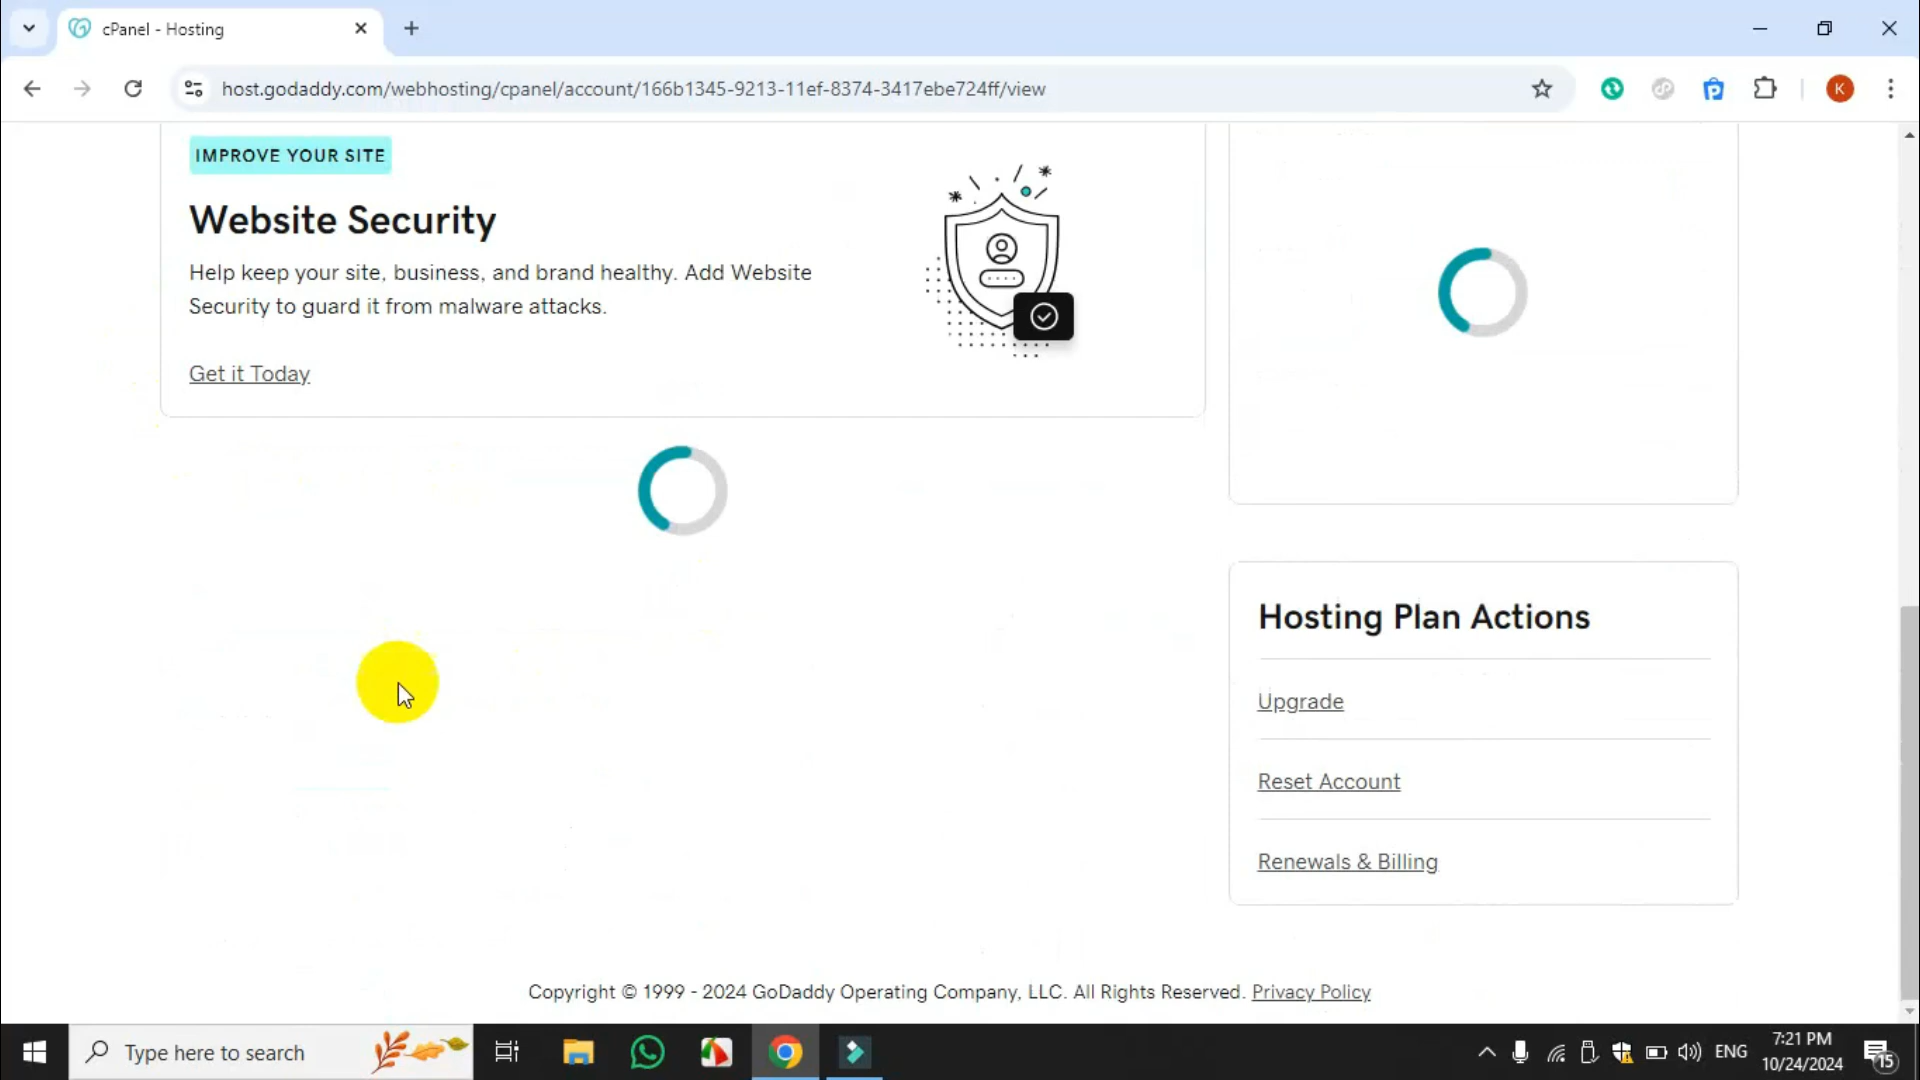 cPanel - Hosting
host.godaddy.com/webhosting/cpanel/account/166b1345-9213-11ef-8374-3417ebe724ff/view
K
IMPROVE YOUR SITE
Website Security
Help keep your site, business, and brand healthy. Add Website
Security to guard it from malware attacks.
Get it Today
Hosting Plan Actions
Upgrade
Reset Account
Renewals & Billing
Copyright © 1999 - 2024 GoDaddy Operating Company, LLC. All Rights Reserved. Privacy Policy
Type here to search
ENG
7:21 PM
10/24/2024
15